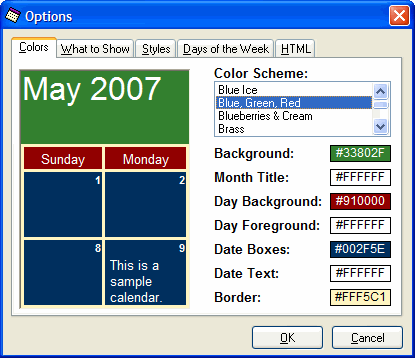 Options
Colors What to Show Styles Days of the Week HTML
May 2007
Sunday Monday
1 2
8 9
This is a
sample
calendar.
Color Scheme:
Blue Ice
Blue, Green, Red
Blueberries & Cream
Brass
Background: #33802F
Month Title: #FFFFFF
Day Background: #910000
Day Foreground: #FFFFFF
Date Boxes: #002F5E
Date Text: #FFFFFF
Border: #FFF5C1
OK Cancel